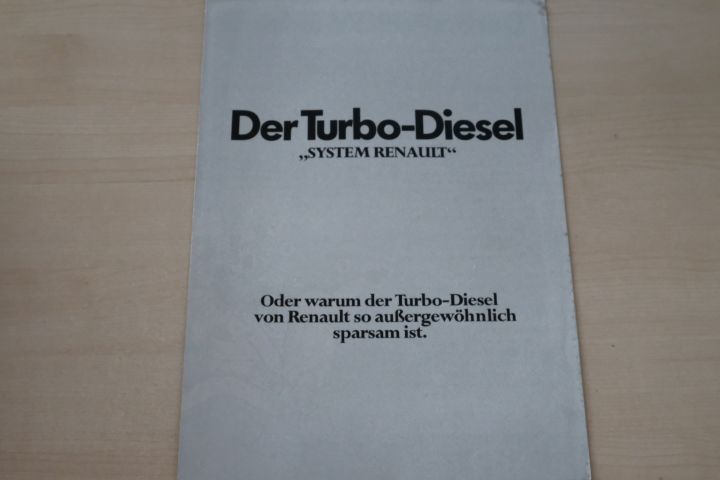 Der Turbo-Diesel
„SYSTEM RENAULT“
Oder warum der Turbo-Diesel
von Renault so außergewöhnlich
sparsam ist.